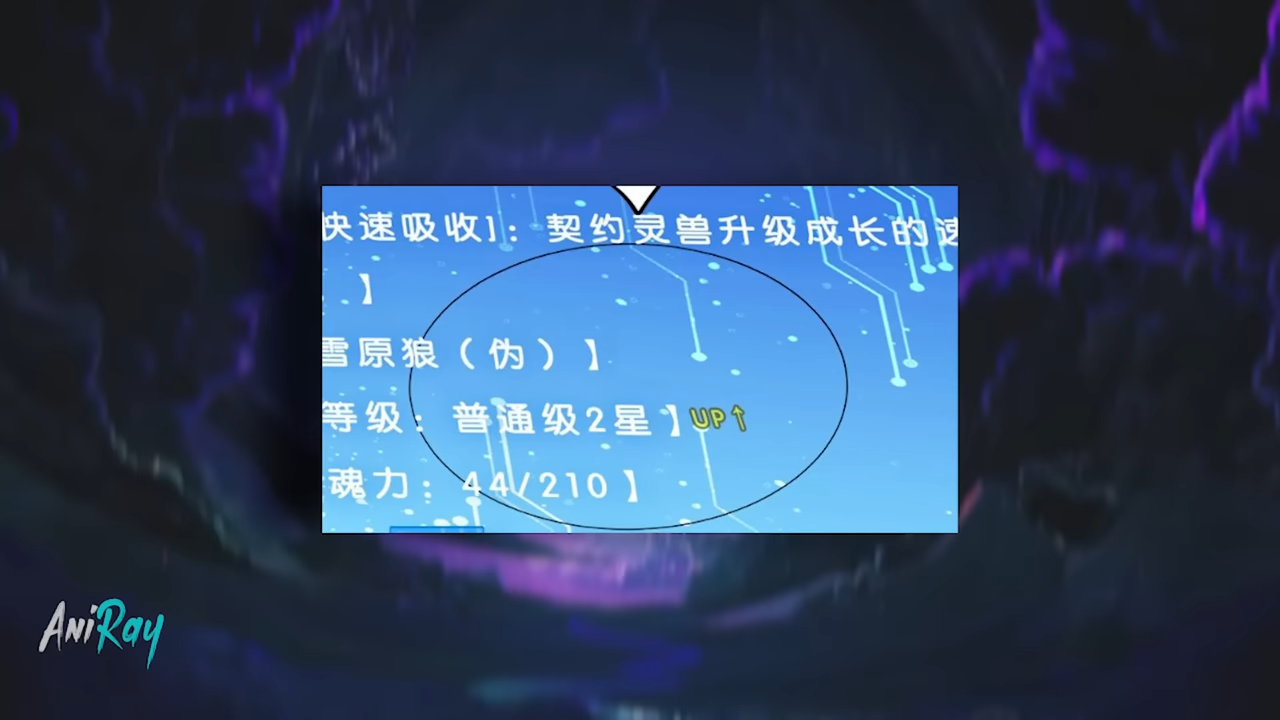 快速吸收]：契约灵兽升级成长的速
.】
雪原狼（伪）】
等级：普通级2星】UP↑
魂力：44/210】
AniRay